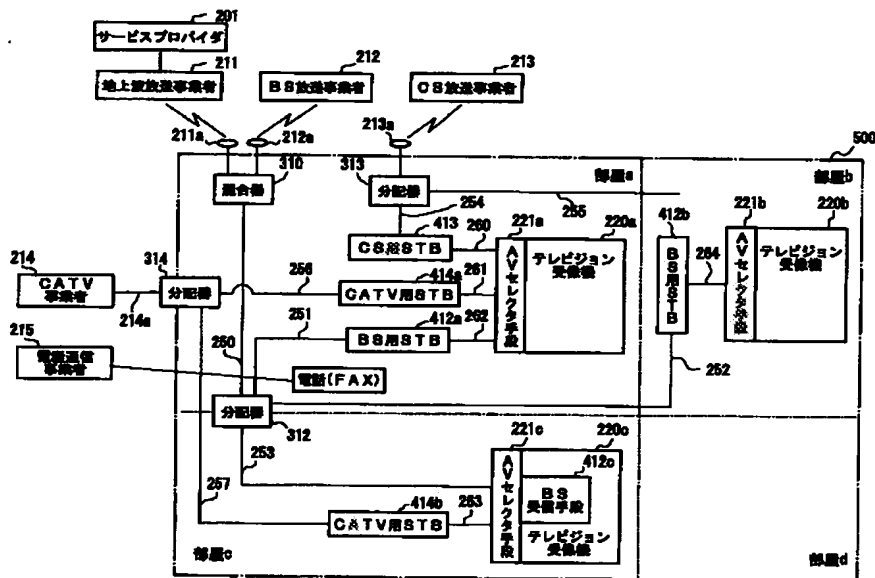 201
サービスプロバイダ
211
地上波放送事業者
212
BS放送事業者
213
CS放送事業者
211a
212a
213a
500
310
混合器
313
分配器
部屋a
部屋b
254
255
413
CS用STB
260
221a
AVセレクタ手段
220a
テレビジョン
受像機
412b
BS用STB
264
221b
AVセレクタ手段
220b
テレビジョン
受像機
214
CATV
事業者
214a
314
分配器
256
414a
CATV用STB
261
251
412a
BS用STB
262
250
252
215
電気通信
事業者
電話(FAX)
分配器
312
253
257
221c
AVセレクタ手段
220c
412c
BS
受信手段
テレビジョン
受像機
414b
CATV用STB
263
部屋c
部屋d